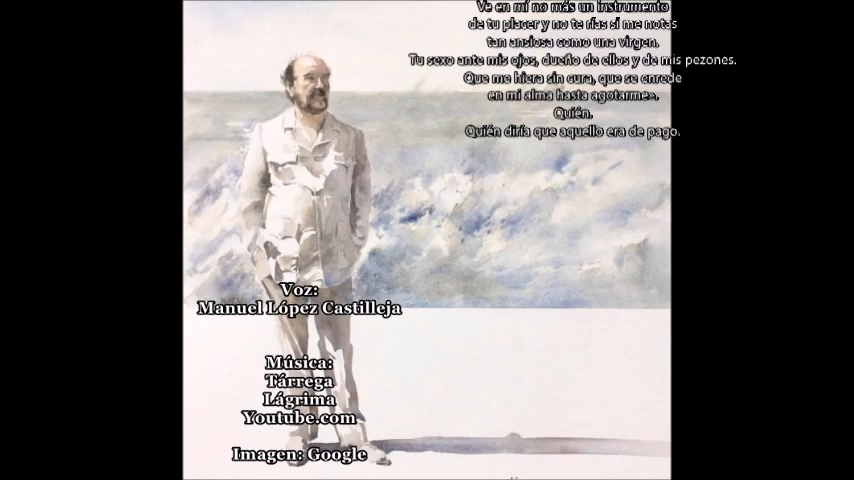 Ve en mí no más un instrumento
de tu placer y no te rías si me notas
tan ansiosa como una virgen.
Tu sexo ante mis ojos, dueño de ellos y de mis pezones.
Que me hiera sin cura, que se enrede
en mi alma hasta agotarme».
Quién.
Quién diría que aquello era de pago.
Voz:
Manuel López Castilleja
Música:
Tárrega
Lágrima
Youtube.com
Imagen: Google